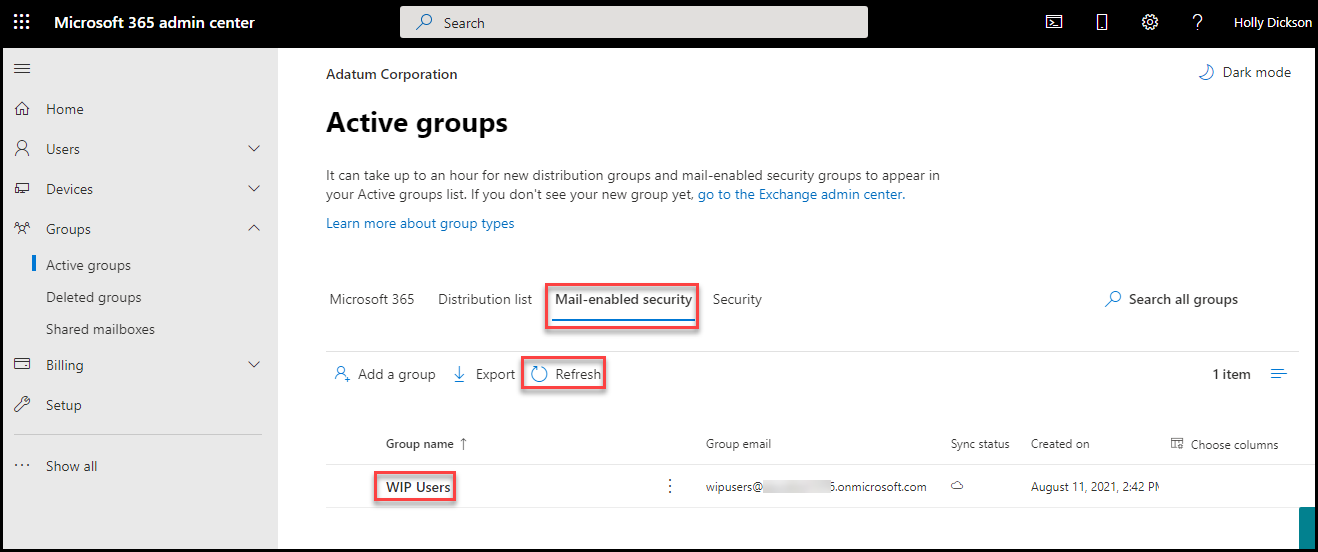 Microsoft 365 admin center
Search
Holly Dickson
Home
Users
Devices
Groups
Active groups
Deleted groups
Shared mailboxes
Billing
Setup
Show all
Adatum Corporation
Dark mode
Active groups
It can take up to an hour for new distribution groups and mail-enabled security groups to appear in
your Active groups list. If you don't see your new group yet, go to the Exchange admin center.
Learn more about group types
Microsoft 365 Distribution list Mail-enabled security Security
Search all groups
Add a group Export Refresh
1 item
Group name ↑ Group email Sync status Created on Choose columns
WIP Users wipusers@ 5.onmicrosoft.com August 11, 2021, 2:42 PM